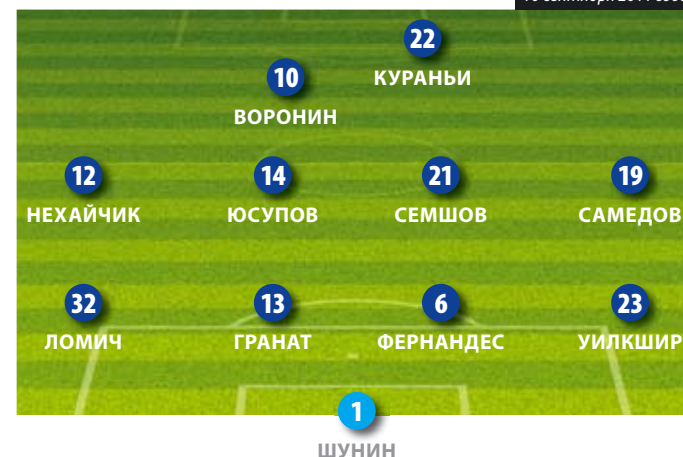 22
КУРАНЬИ
10
ВОРОНИН
12 14 21 19
НЕХАЙЧИК ЮСУПОВ СЕМШОВ САМЕДОВ
32 13 6 23
ЛОМИЧ ГРАНАТ ФЕРНАНДЕС УИЛКШИР
1
ШУНИН